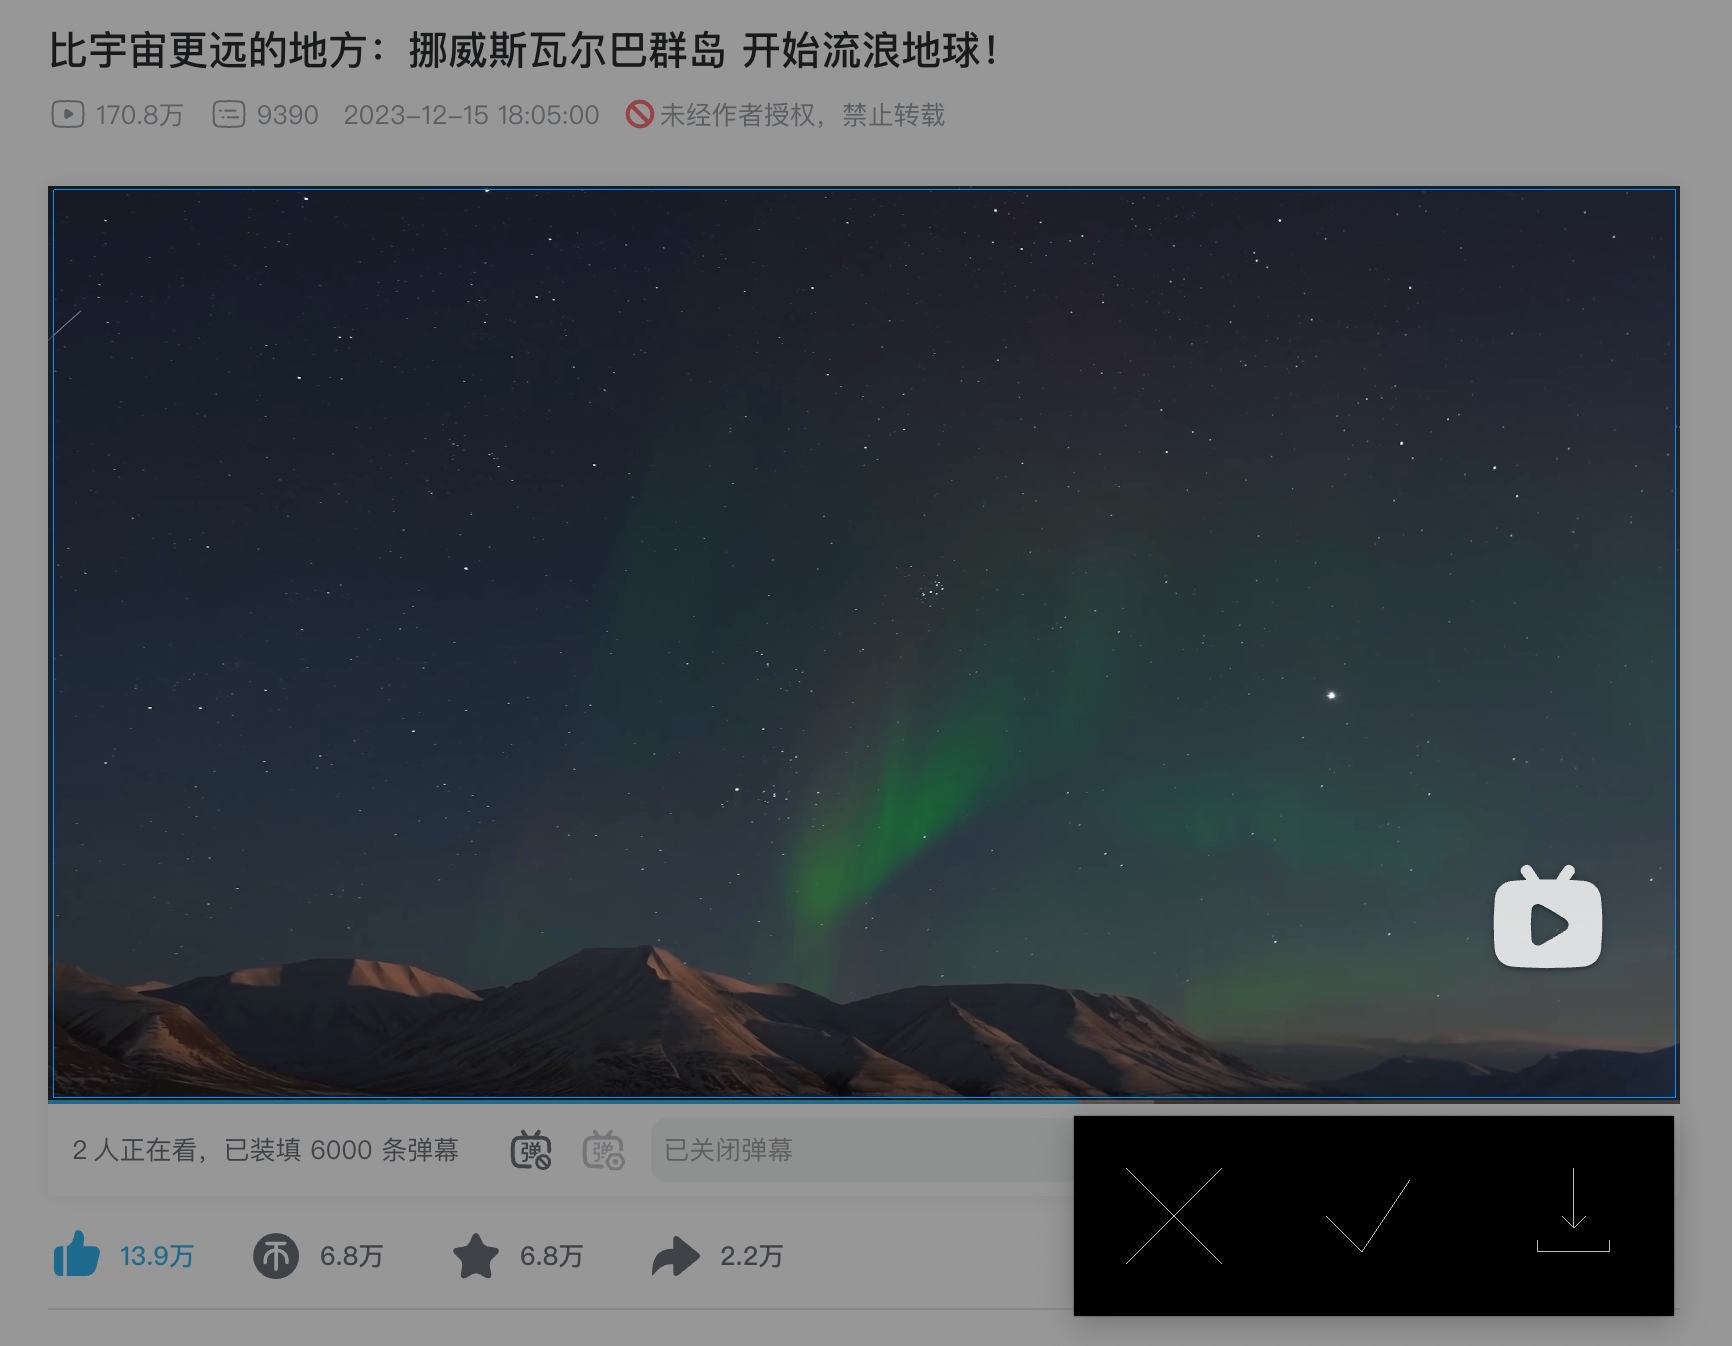 比宇宙更远的地方：挪威斯瓦尔巴群岛 开始流浪地球！
170.8万 9390 2023-12-15 18:05:00 未经作者授权，禁止转载
2 人正在看，已装填 6000 条弹幕 弹 弹 已关闭弹幕
13.9万 6.8万 6.8万 2.2万